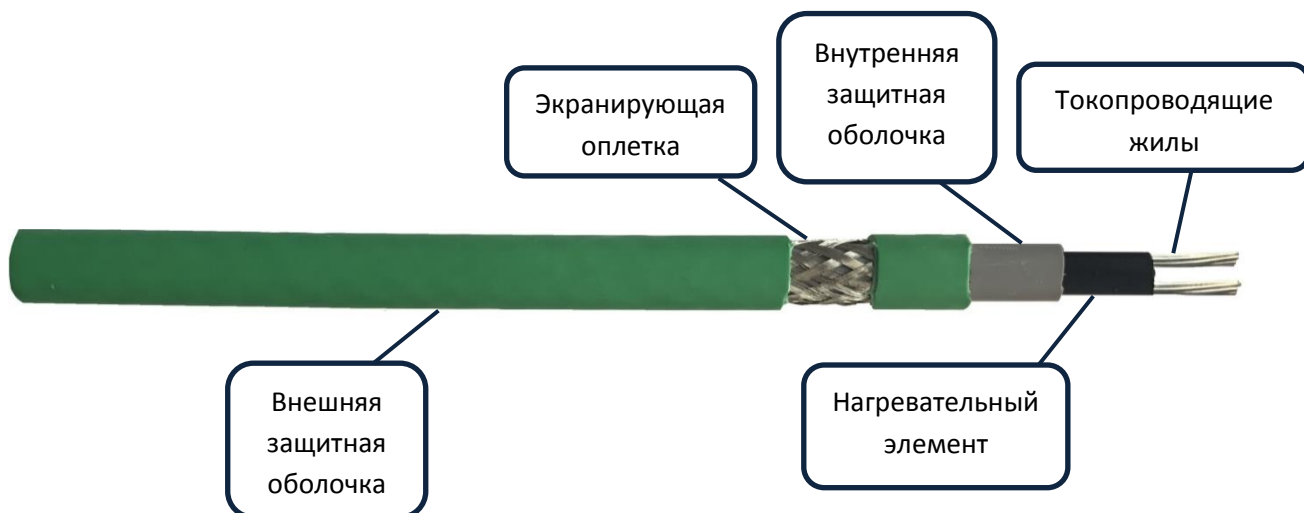 Внутренняя
защитная
оболочка
Экранирующая
оплетка
Токопроводящие
жилы
Внешняя
защитная
оболочка
Нагревательный
элемент